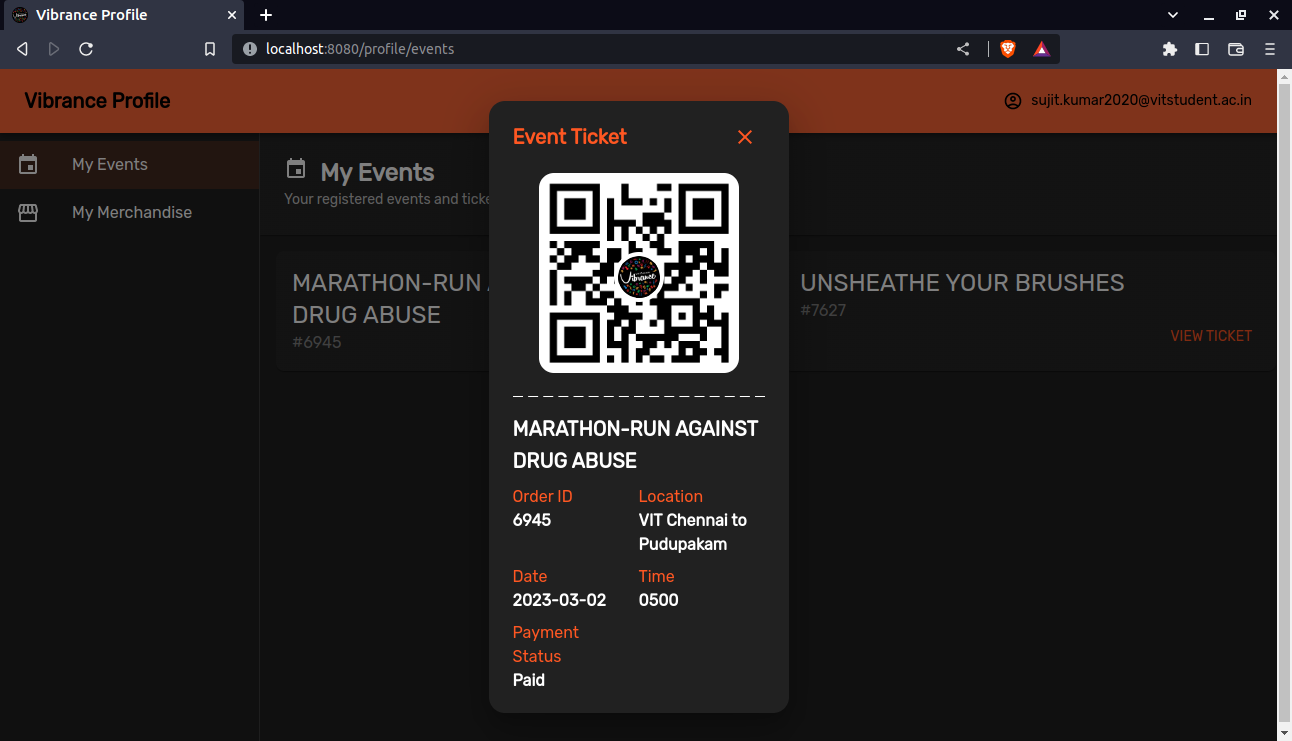 Vibrance Profile
localhost:8080/profile/events
Vibrance Profile
sujit.kumar2020@vitstudent.ac.in
My Events
My Merchandise
My Events
Your registered events and ticke
MARATHON-RUN
DRUG ABUSE
#6945
UNSHEATHE YOUR BRUSHES
#7627
VIEW TICKET
Event Ticket
Vibrance
MARATHON-RUN AGAINST
DRUG ABUSE
Order ID
6945
Location
VIT Chennai to
Pudupakam
Date
2023-03-02
Time
0500
Payment
Status
Paid